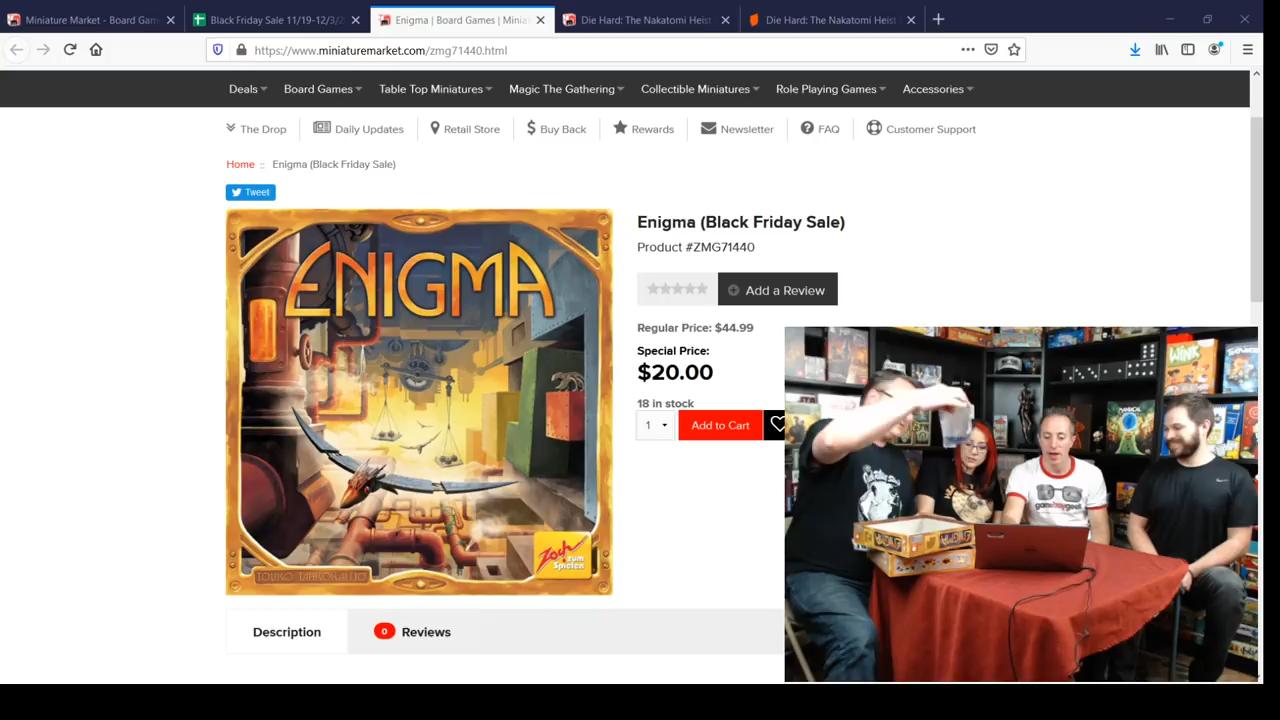 Miniature Market - Board Gam
Black Friday Sale 11/19-12/3/2
Enigma | Board Games | Minia
Die Hard: The Nakatomi Heist
Die Hard: The Nakatomi Heist
https://www.miniaturemarket.com/zmg71440.html
Deals Board Games Table Top Miniatures Magic The Gathering Collectible Miniatures Role Playing Games Accessories
The Drop Daily Updates Retail Store Buy Back Rewards Newsletter FAQ Customer Support
Home :: Enigma (Black Friday Sale)
Tweet
ENIGMA
Zoch
zum
Spielen
TOUKO TAHKOKALLIO
Enigma (Black Friday Sale)
Product #ZMG71440
Add a Review
Regular Price: $44.99
Special Price:
$20.00
18 in stock
1 Add to Cart
Description 0 Reviews
WINK